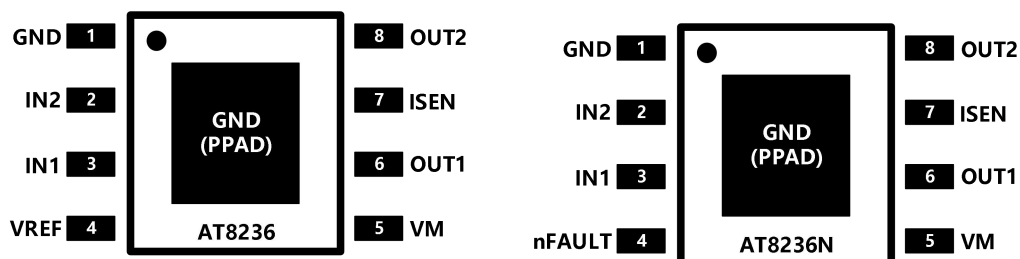 GND 1 8 OUT2
IN2 2 7 ISEN
GND
(PPAD)
IN1 3 6 OUT1
VREF 4 5 VM
AT8236
GND 1 8 OUT2
IN2 2 7 ISEN
GND
(PPAD)
IN1 3 6 OUT1
nFAULT 4 5 VM
AT8236N